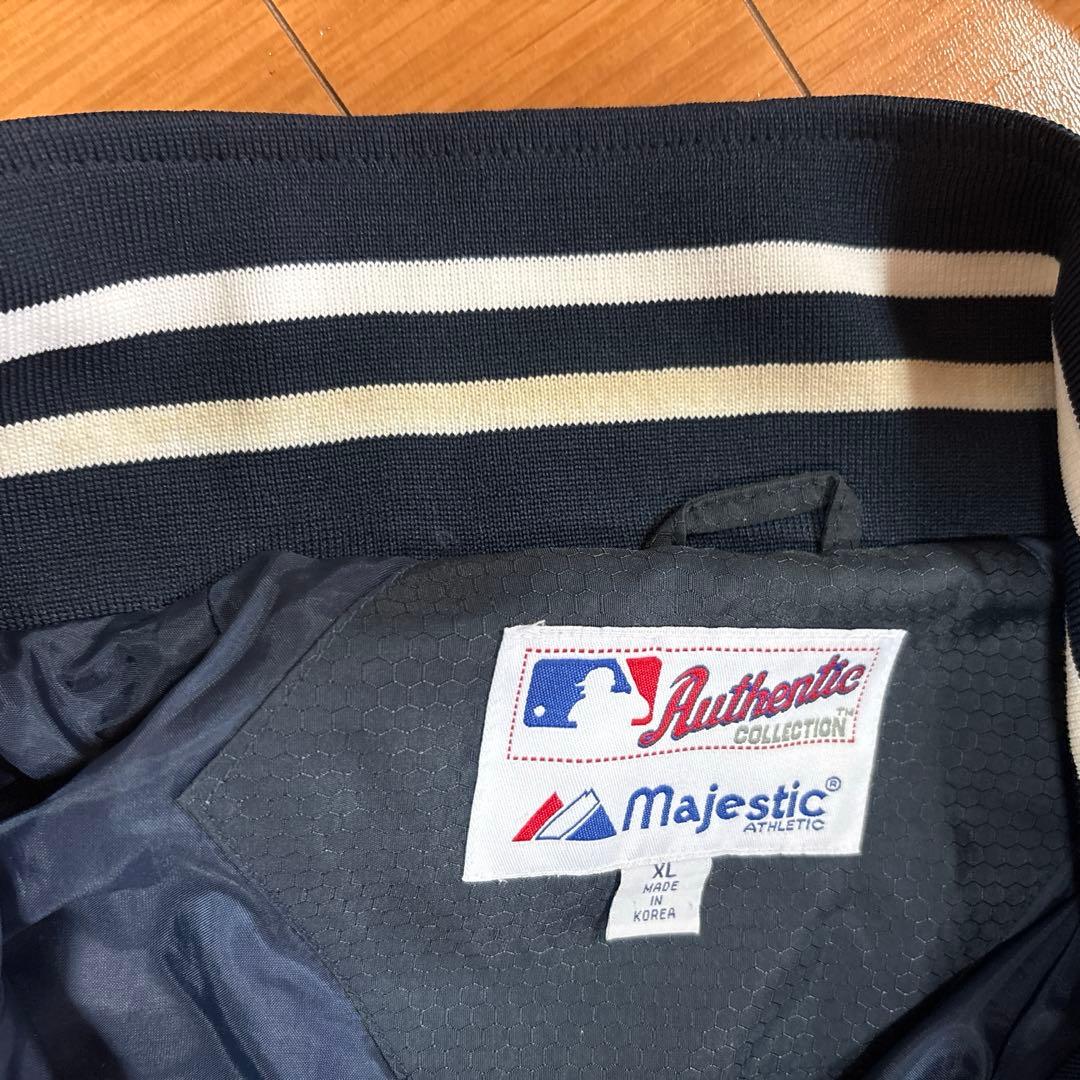 Authentic
COLLECTION™
Majestic®
ATHLETIC
XL
MADE
IN
KOREA